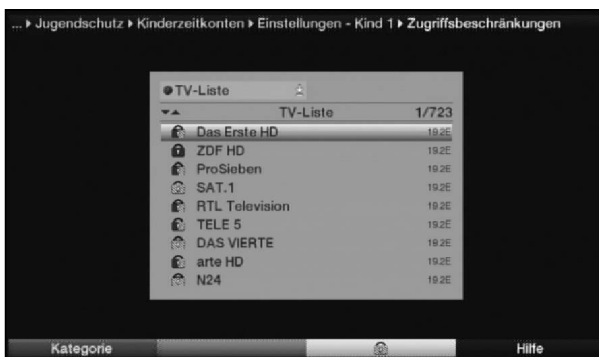 ... ▸ Jugendschutz ▸ Kinderzeitkonten ▸ Einstellungen - Kind 1 ▸ Zugriffsbeschränkungen
TV-Liste
TV-Liste 1/723
Das Erste HD 19.2E
ZDF HD 19.2E
ProSieben 19.2E
SAT.1 19.2E
RTL Television 19.2E
TELE 5 19.2E
DAS VIERTE 19.2E
arte HD 19.2E
N24 19.2E
Kategorie Hilfe